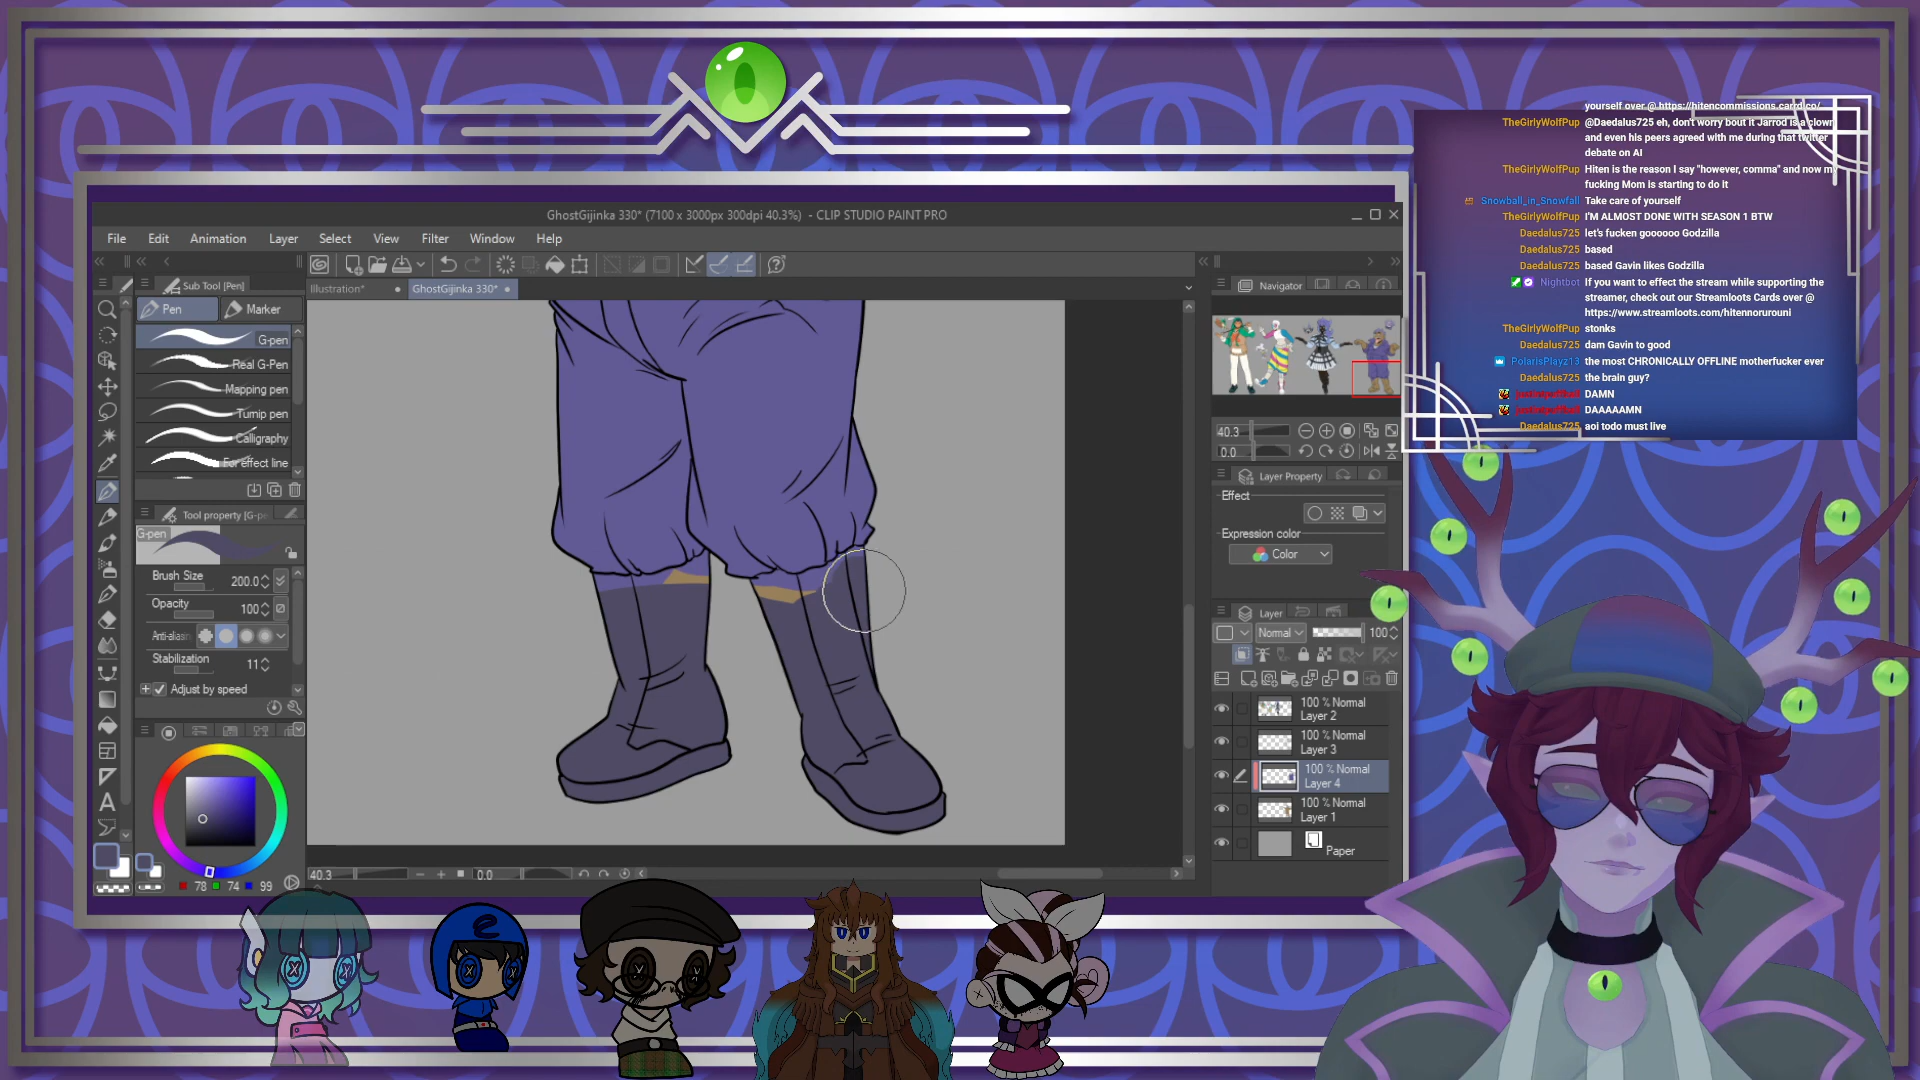 GhostGijinka 330* (7100 x 3000px 300dpi 40.3%) - CLIP STUDIO PAINT PRO
File Edit Animation Layer Select View Filter Window Help
Sub Tool [Pen]
Illustration*
GhostGijinka 330*
Pen
Marker
G-pen
Real G-Pen
Mapping pen
Turnip pen
Calligraphy
For effect line
Tool property [G-pe
G-pen
Brush Size 200.0
Opacity 100
Anti-aliasin
Stabilization 11
Adjust by speed
78 74 99
40.3 0.0
Navigator
40.3
0.0
Layer Property
Effect
Expression color
Color
Layer
Normal 100
100 % Normal
Layer 2
100 % Normal
Layer 3
100 % Normal
Layer 4
100 % Normal
Layer 1
Paper
yourself over @ https://hitencommissions.carrd.co/
TheGirlyWolfPup @Daedalus725 eh, don't worry bout it Jarrod is a clown
and even his peers agreed with me during that twitter
debate on AI
TheGirlyWolfPup Hiten is the reason I say "however, comma" and now my
fucking Mom is starting to do it
Snowball_in_Snowfall Take care of yourself
TheGirlyWolfPup I'M ALMOST DONE WITH SEASON 1 BTW
Daedalus725 let's fucken goooooo Godzilla
Daedalus725 based
Daedalus725 based Gavin likes Godzilla
Nightbot If you want to effect the stream while supporting the
streamer, check out our Streamloots Cards over @
https://www.streamloots.com/hitennorurouni
TheGirlyWolfPup stonks
Daedalus725 dam Gavin to good
PolarisPlayz13 the most CHRONICALLY OFFLINE motherfucker ever
Daedalus725 the brain guy?
DAMN
DAAAAAMN
Daedalus725 aoi todo must live